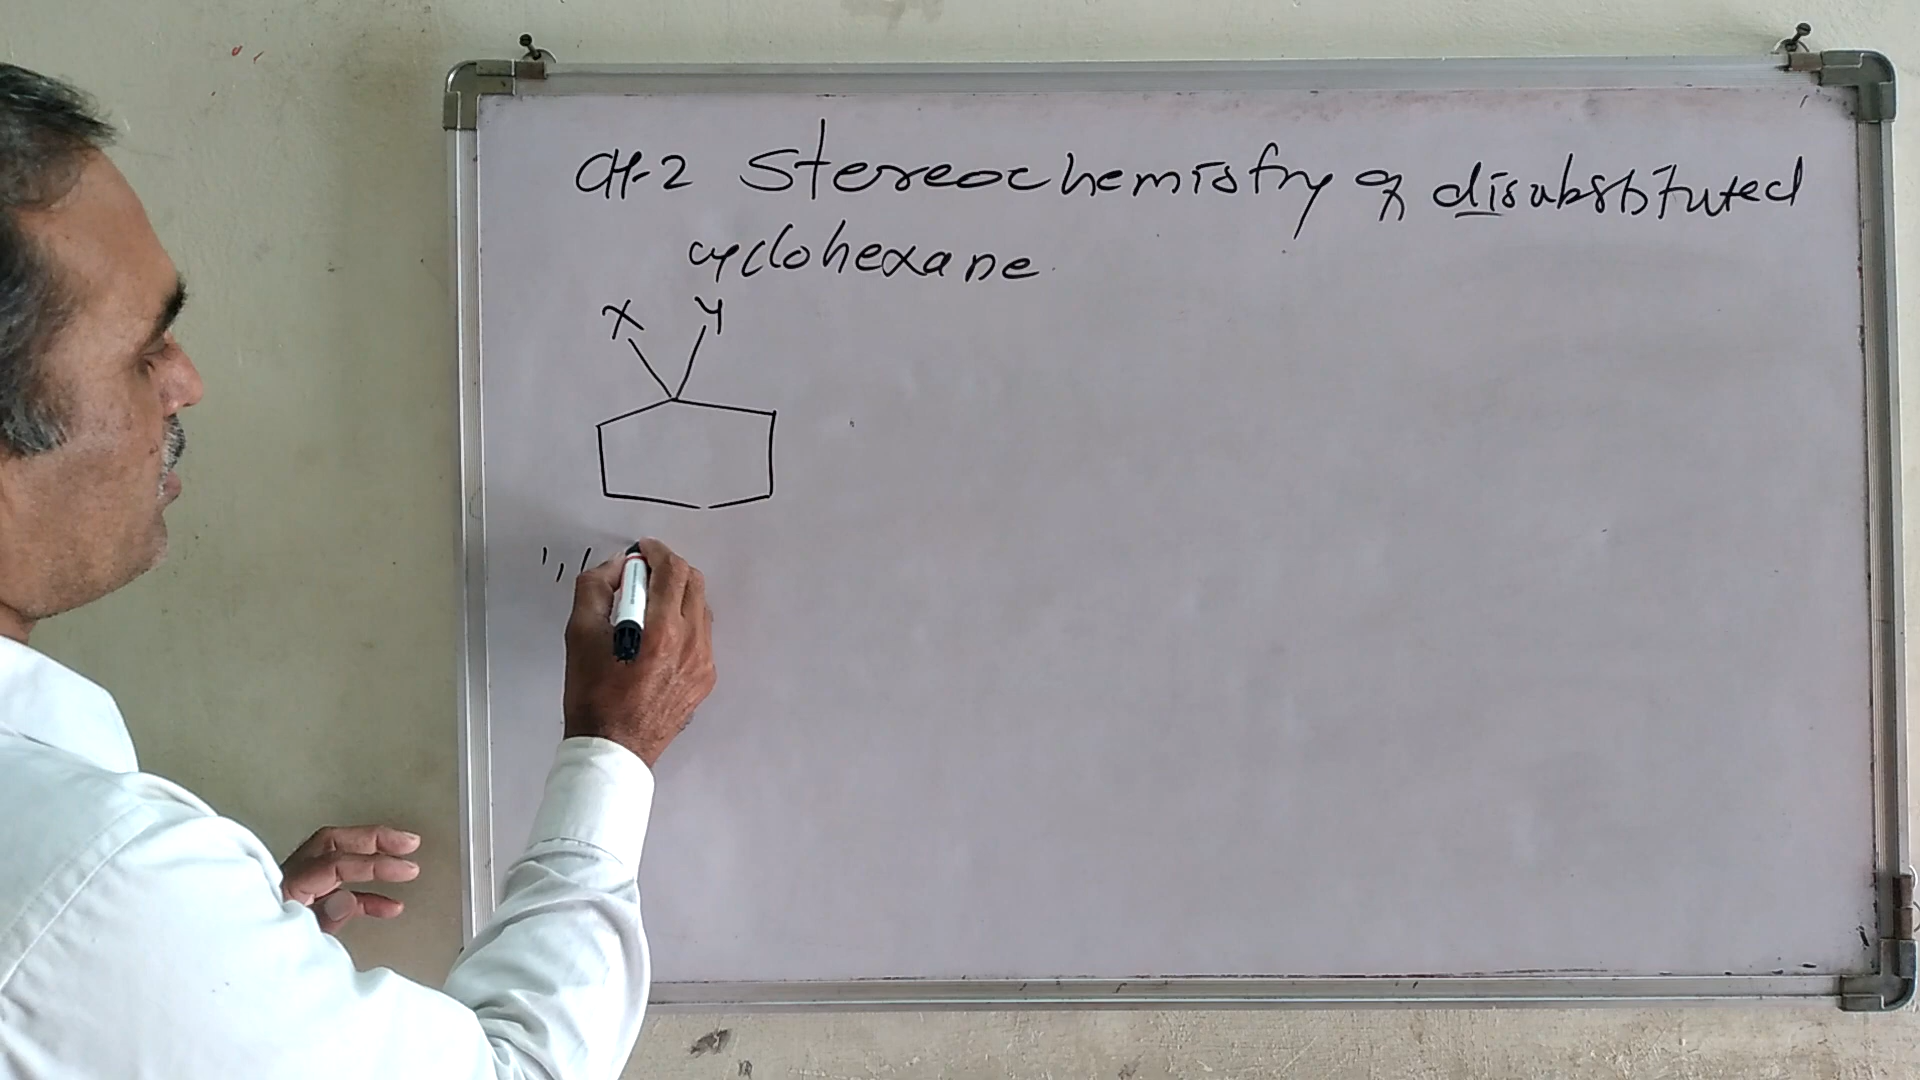 CH-2 Stereochemistry of disubstituted
cyclohexane
X Y
1,1